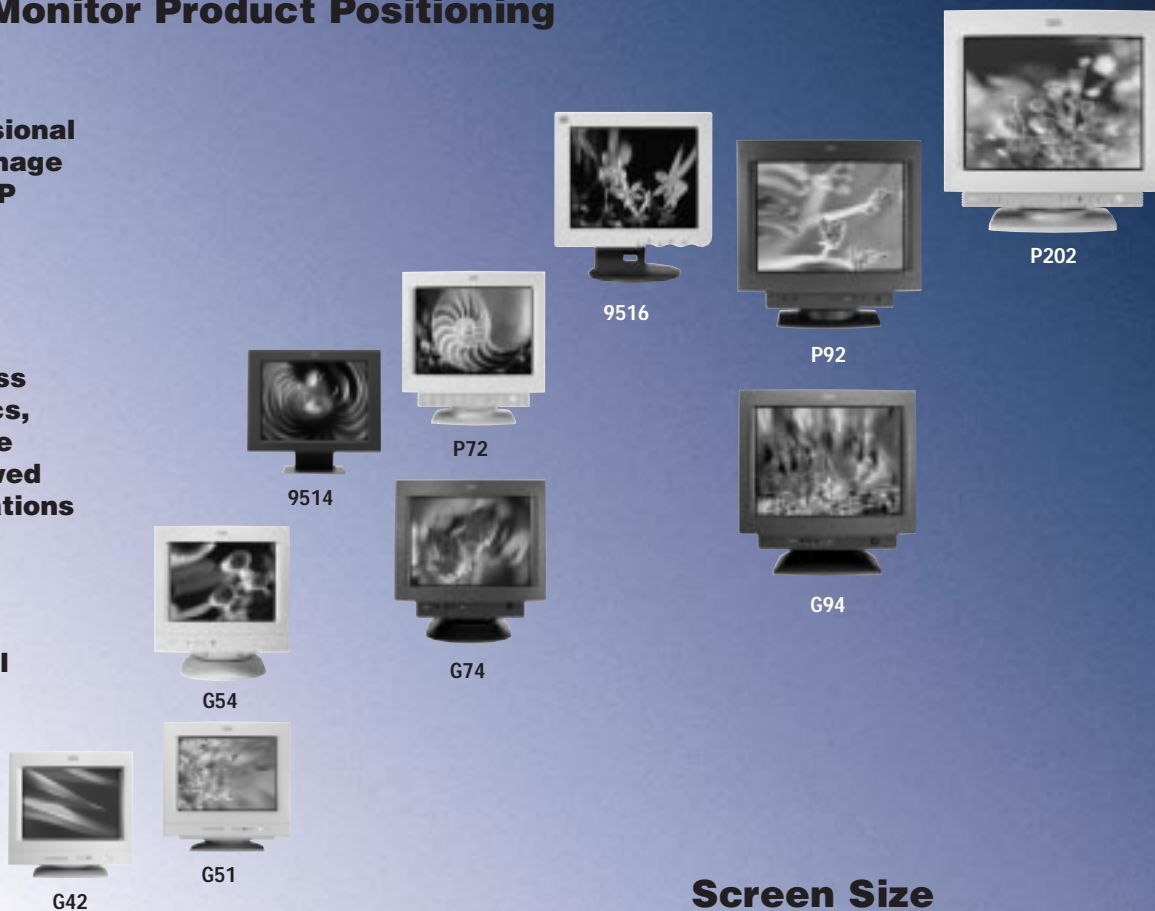 Monitor Product Positioning
sional
nage
P
P202
9516
P92
ss
cs,
e
ved
ations
P72
9514
G94
G74
l
G54
G51
G42
Screen Size